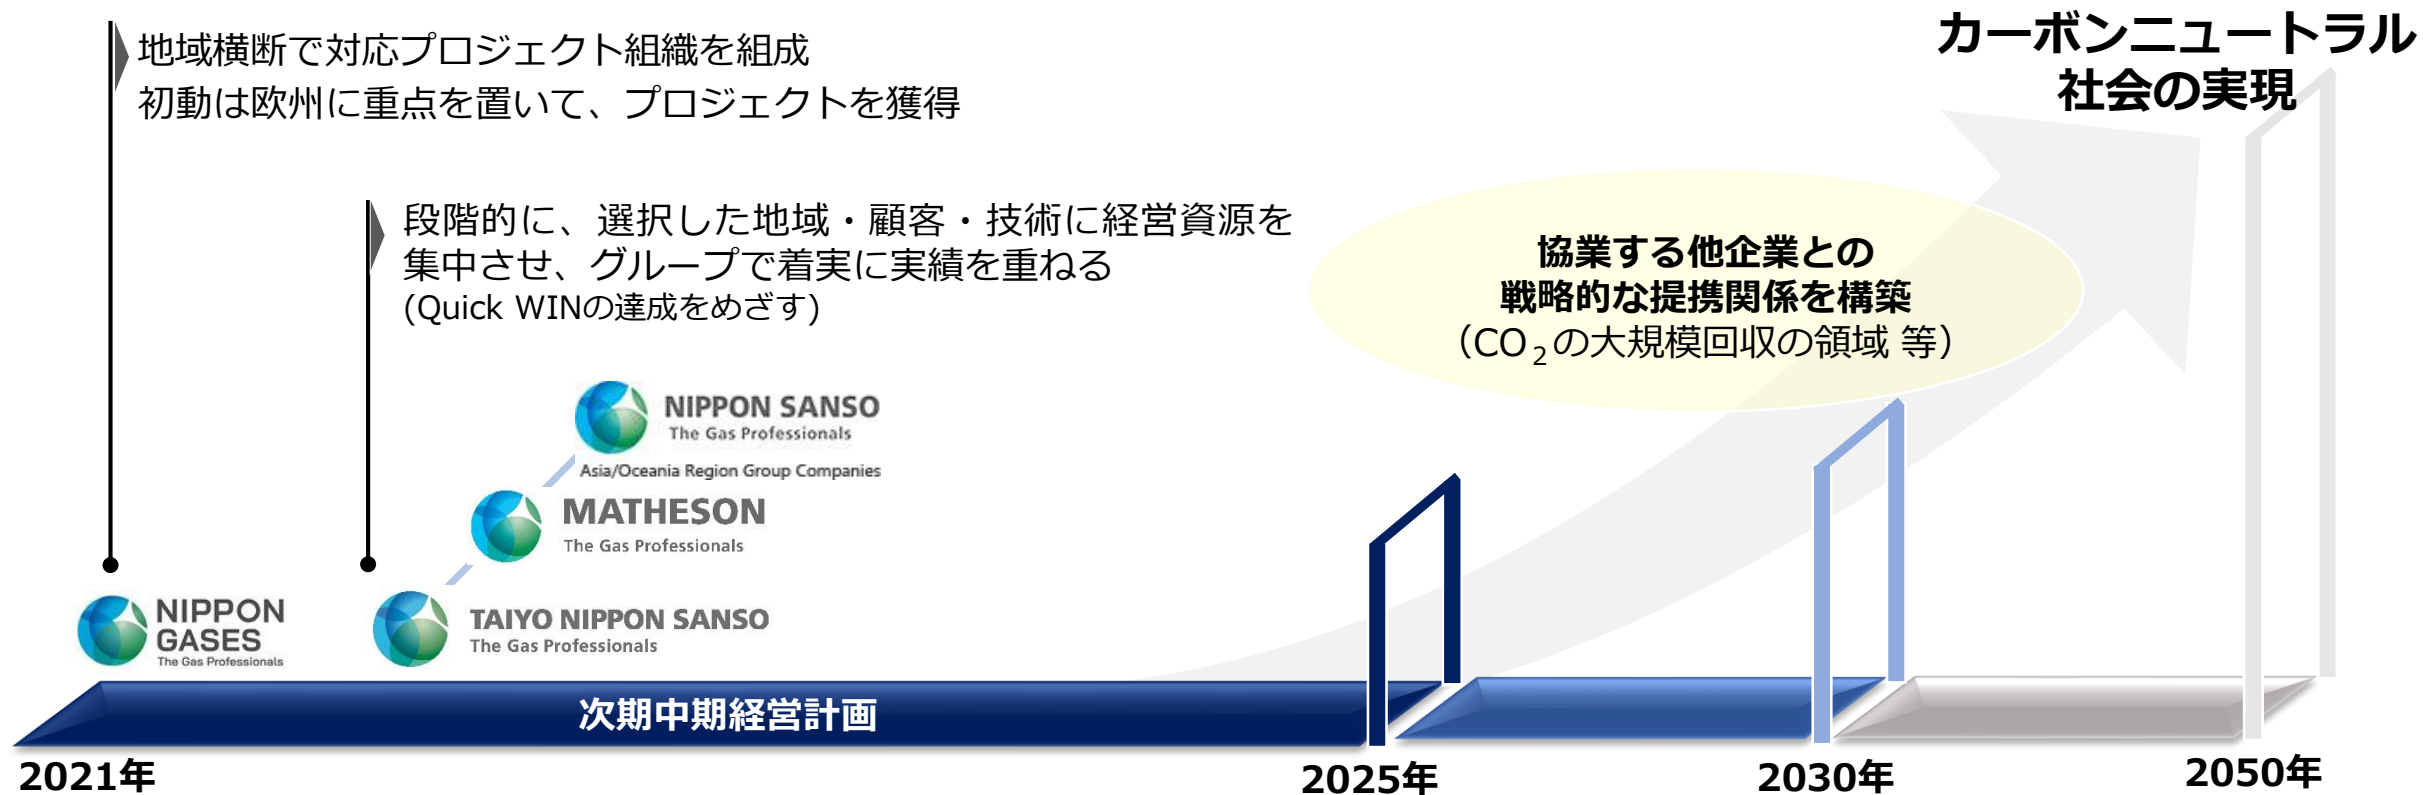 カーボンニュートラル
社会の実現
地域横断で対応プロジェクト組織を組成
初動は欧州に重点を置いて、プロジェクトを獲得
段階的に、選択した地域・顧客・技術に経営資源を
集中させ、グループで着実に実績を重ねる
(Quick WINの達成をめざす)
協業する他企業との
戦略的な提携関係を構築
（CO₂の大規模回収の領域 等）
NIPPON SANSO
The Gas Professionals
Asia/Oceania Region Group Companies
MATHESON
The Gas Professionals
NIPPON
GASES
The Gas Professionals
TAIYO NIPPON SANSO
The Gas Professionals
次期中期経営計画
2021年
2025年
2030年
2050年